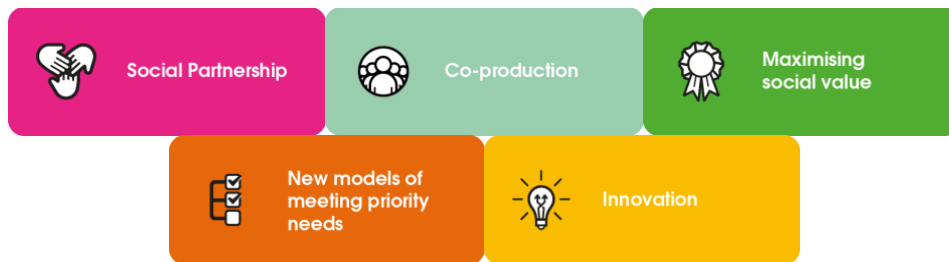 Social Partnership
Co-production
Maximising
social value
New models of
meeting priority
needs
Innovation